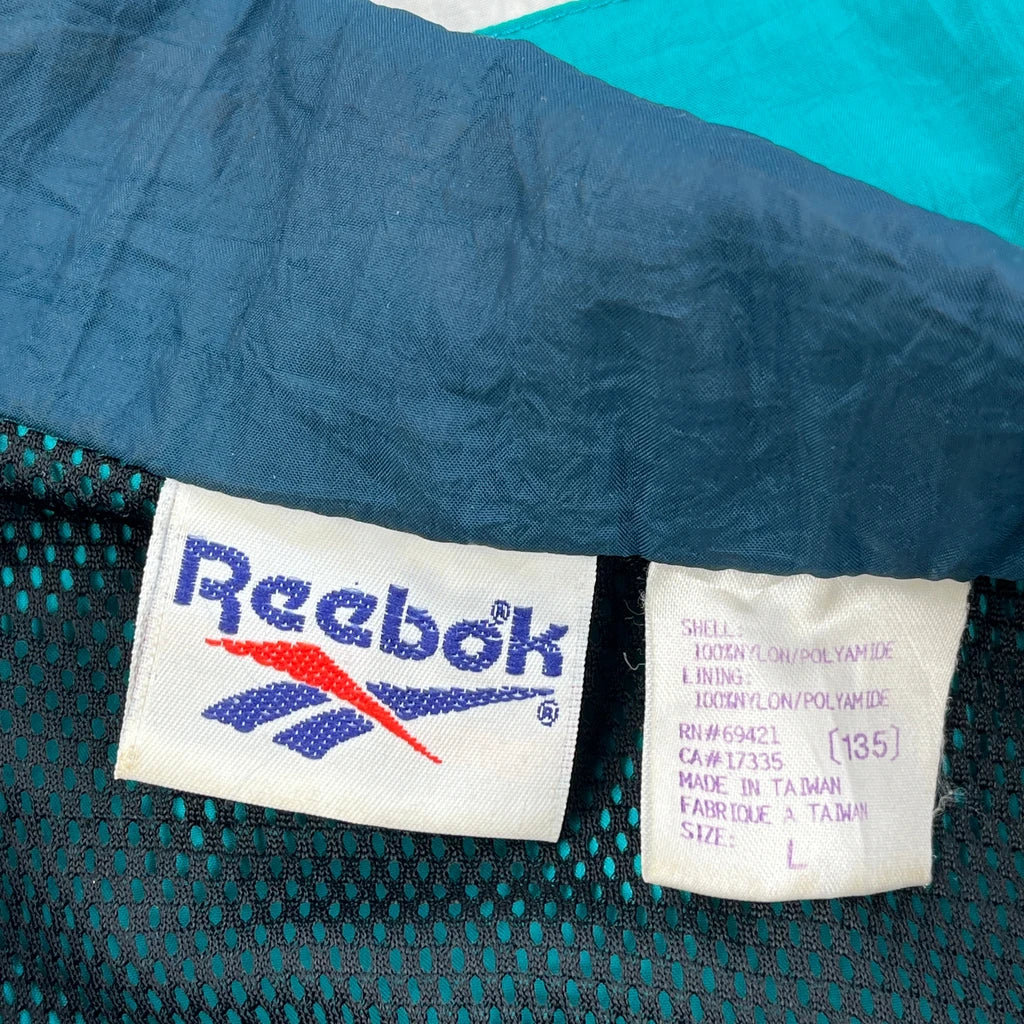 Reebok®
®
SHELL:
100%NYLON/POLYAMIDE
LINING:
100%NYLON/POLYAMIDE
RN#69421
[135]
CA#17335
MADE IN TAIWAN
FABRIQUE A TAIWAN
SIZE:
L